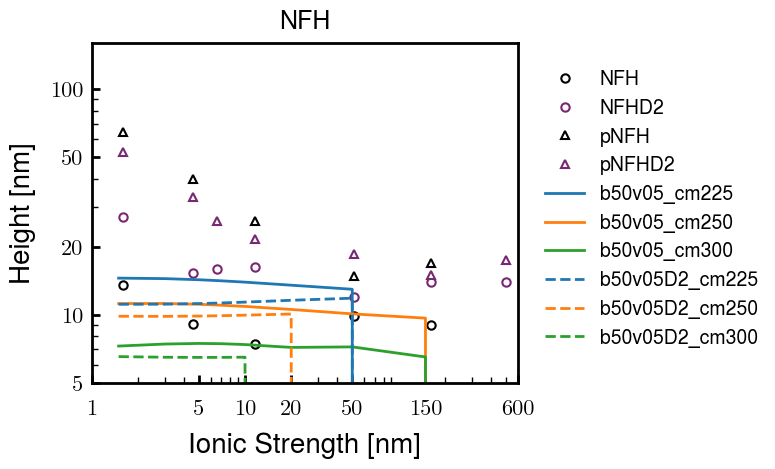 NFH
Height [nm]
100
50
20
10
5
1
5
10
20
50
150
600
Ionic Strength [nm]
NFH
NFHD2
pNFH
pNFHD2
b50v05_cm225
b50v05_cm250
b50v05_cm300
b50v05D2_cm225
b50v05D2_cm250
b50v05D2_cm300